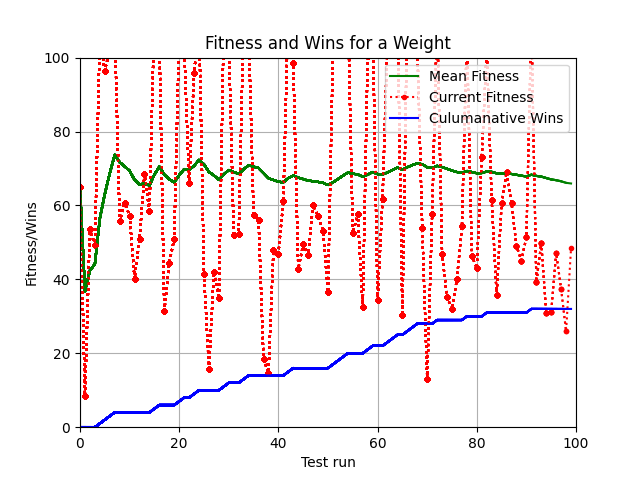 Fitness and Wins for a Weight
Mean Fitness
Current Fitness
Culumanative Wins
Fitness/Wins
100
80
60
40
20
0
0 20 40 60 80 100
Test run